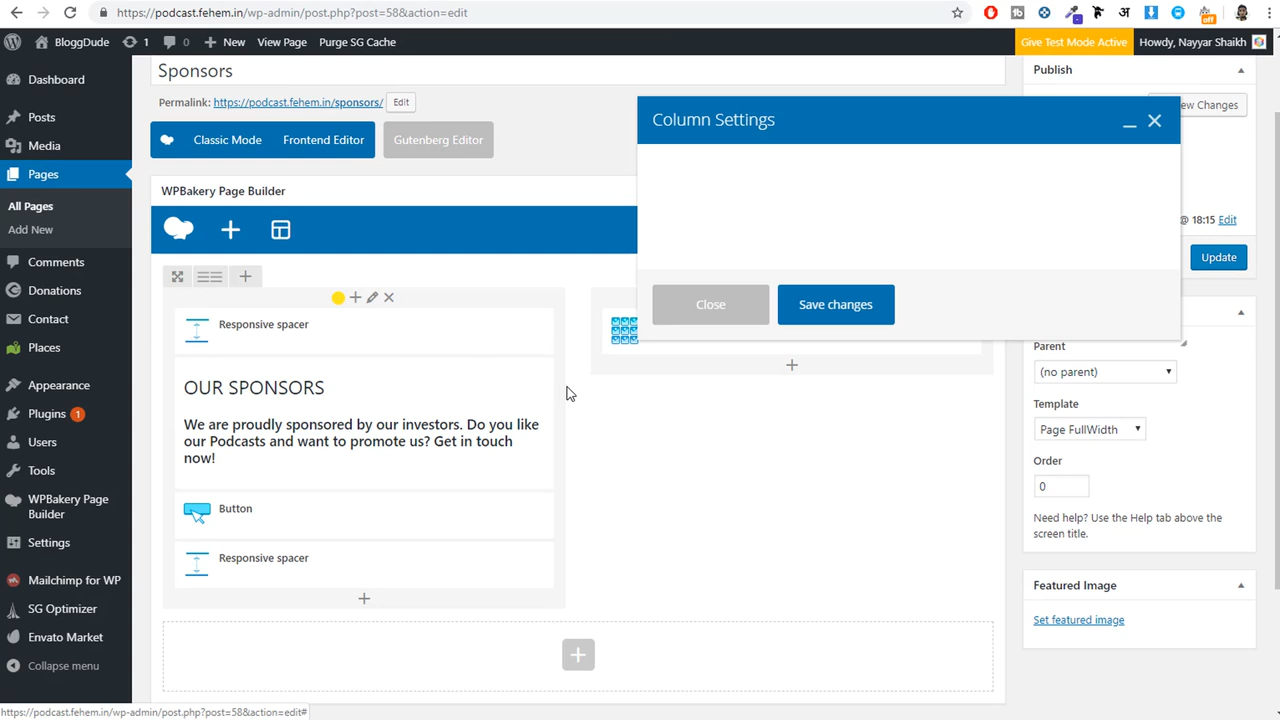 https://podcast.fehem.in/wp-admin/post.php?post=58&action=edit
BloggDude
1
0
New
View Page
Purge SG Cache
Give Test Mode Active
Howdy, Nayyar Shaikh
Dashboard
Posts
Media
Pages
All Pages
Add New
Comments
Donations
Contact
Places
Appearance
Plugins 1
Users
Tools
WPBakery Page
Builder
Settings
Mailchimp for WP
SG Optimizer
Envato Market
Collapse menu
Sponsors
Permalink: https://podcast.fehem.in/sponsors/ Edit
Classic Mode
Frontend Editor
Gutenberg Editor
WPBakery Page Builder
Responsive spacer
OUR SPONSORS
We are proudly sponsored by our investors. Do you like
our Podcasts and want to promote us? Get in touch
now!
Button
Responsive spacer
Column Settings
Close
Save changes
Publish
Changes
@ 18:15 Edit
Update
Parent
(no parent)
Template
Page FullWidth
Order
0
Need help? Use the Help tab above the
screen title.
Featured Image
Set featured image
off
अ
https://podcast.fehem.in/wp-admin/post.php?post=58&action=edit#